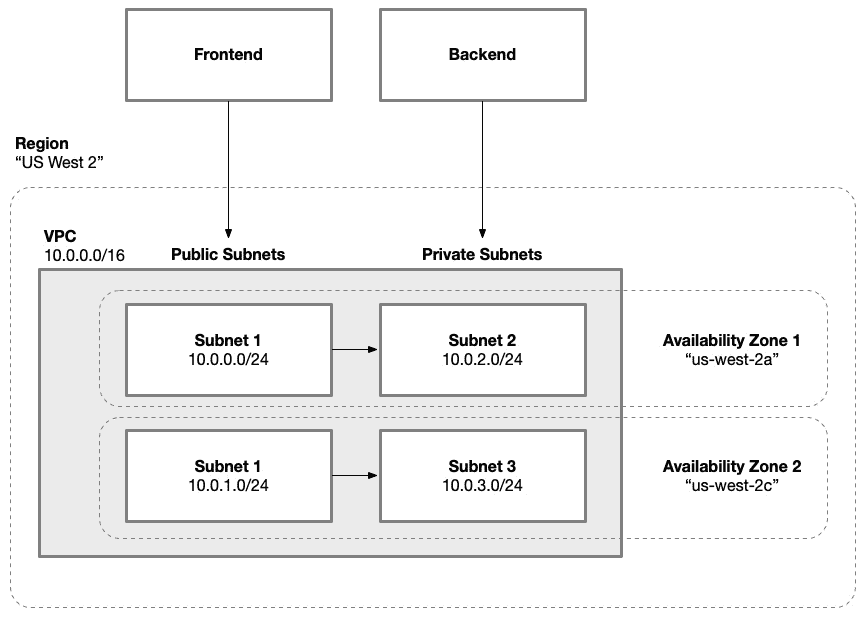 Frontend
Backend
Region
“US West 2”
VPC
10.0.0.0/16
Public Subnets
Private Subnets
Subnet 1
10.0.0.0/24
Subnet 2
10.0.2.0/24
Availability Zone 1
“us-west-2a”
Subnet 1
10.0.1.0/24
Subnet 3
10.0.3.0/24
Availability Zone 2
“us-west-2c”